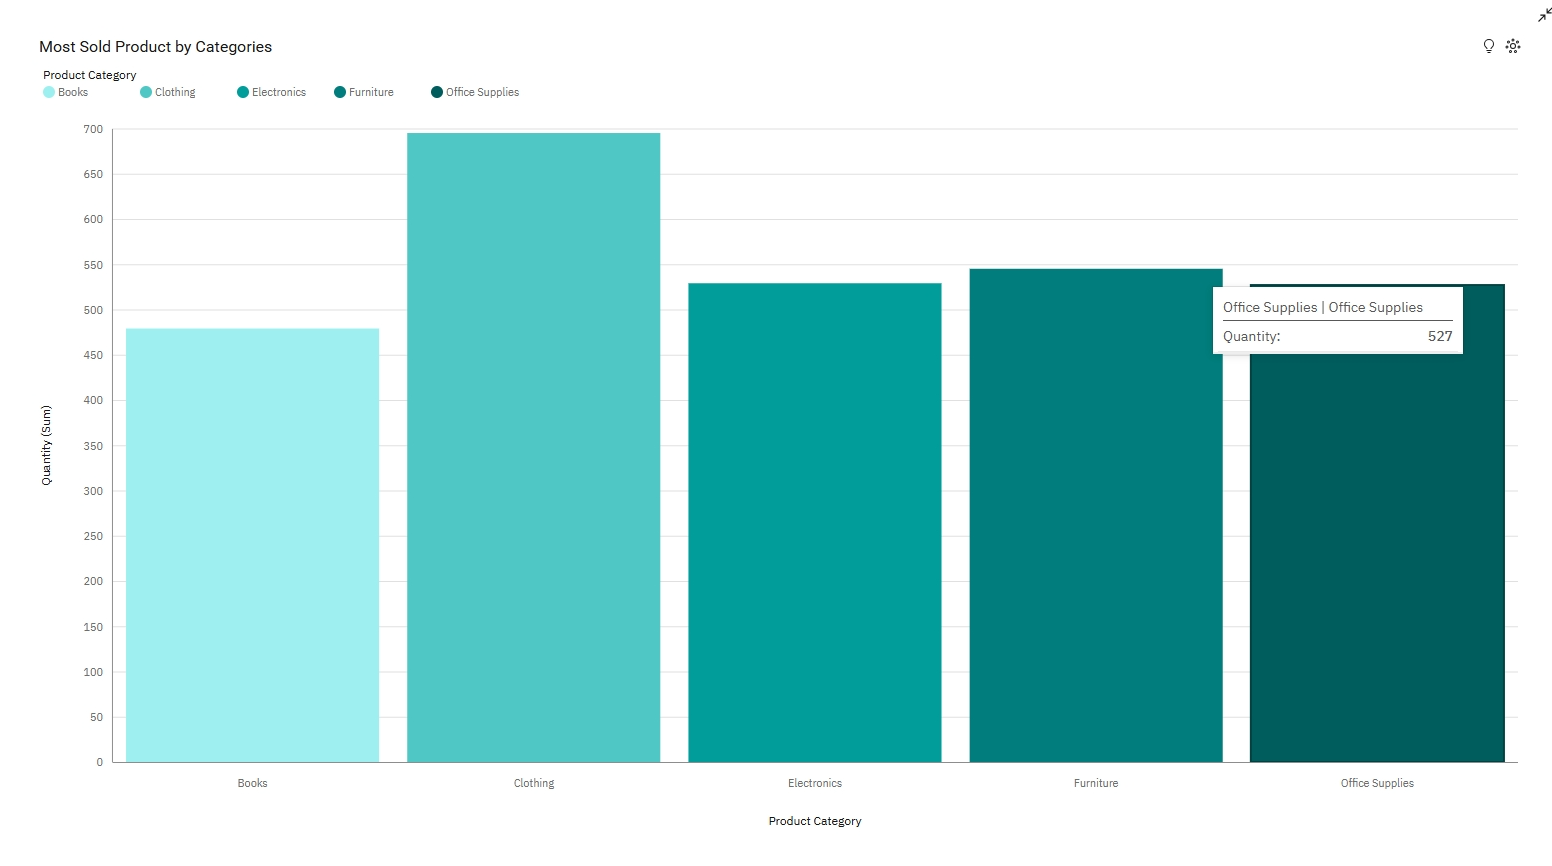 Most Sold Product by Categories
Product Category
Books Clothing Electronics Furniture Office Supplies
700
650
600
550
500
450
400
350
300
250
200
150
100
50
0
Quantity (Sum)
Office Supplies | Office Supplies
Quantity: 527
Books Clothing Electronics Furniture Office Supplies
Product Category